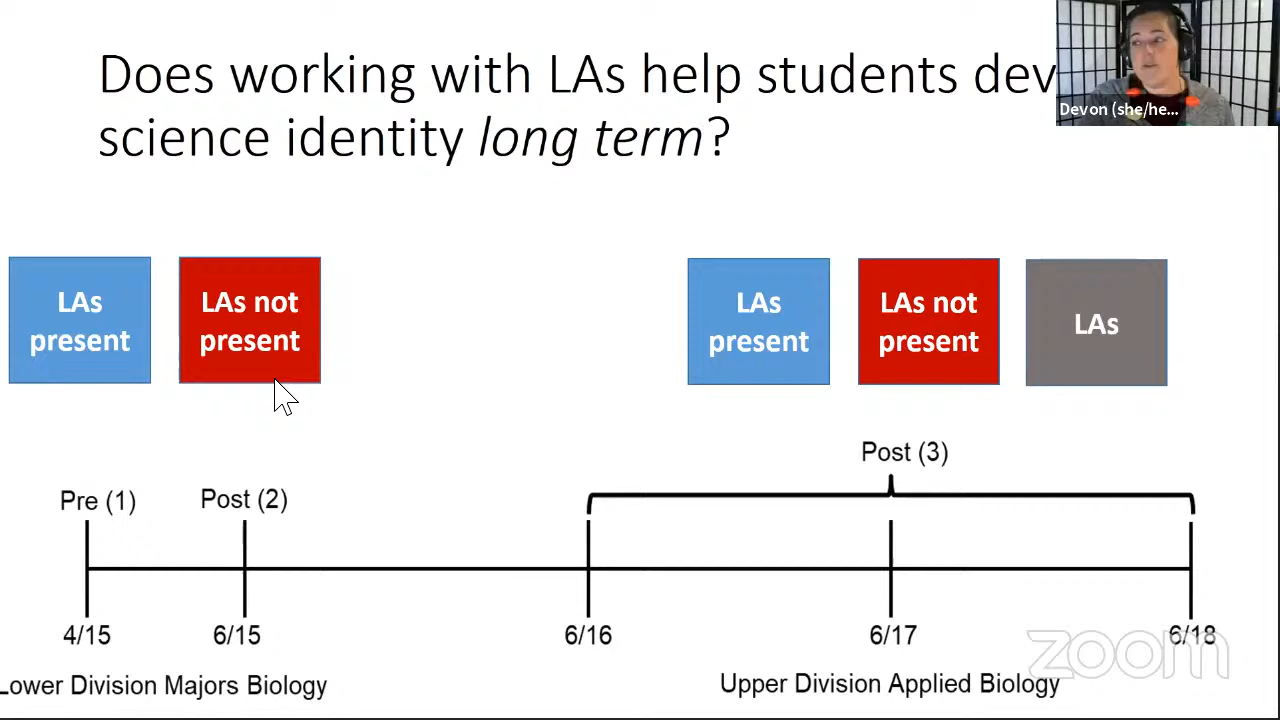 Does working with LAs help students dev
science identity long term?
Devon (she/he...
LAs
present
LAs not
present
LAs
present
LAs not
present
LAs
Post (3)
Pre (1)
Post (2)
4/15
6/15
6/16
6/17
6/18
zoom
Lower Division Majors Biology
Upper Division Applied Biology